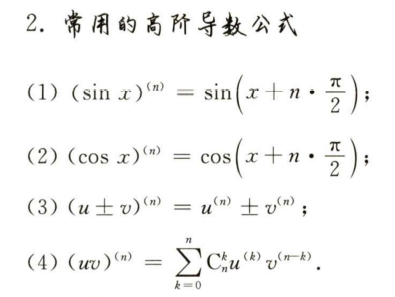 2. 常用的高阶导数公式
(1) (sin x)⁽ⁿ⁾ = sin(x + n · π/2);
(2) (cos x)⁽ⁿ⁾ = cos(x + n · π/2);
(3) (u ± v)⁽ⁿ⁾ = u⁽ⁿ⁾ ± v⁽ⁿ⁾;
(4) (uv)⁽ⁿ⁾ = \sum_{k=0}^{n} C_n^k u^{(k)} v^{(n-k)}.